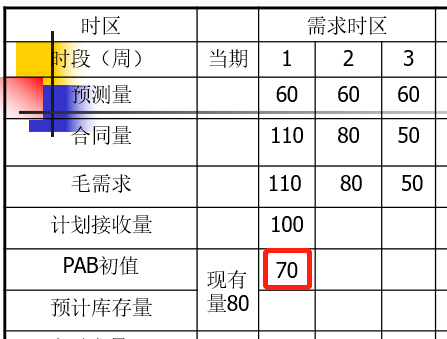 时区 需求时区
时段（周） 当期 1 2 3
预测量 60 60 60
合同量 110 80 50
毛需求 110 80 50
计划接收量 100
PAB初值 70
现有
量80
预计库存量